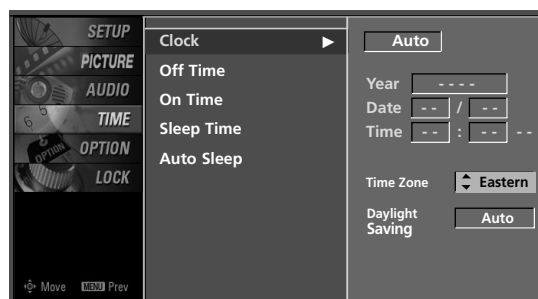 SETUP
PICTURE
AUDIO
TIME
OPTION
LOCK
Move MENU Prev
Clock
Off Time
On Time
Sleep Time
Auto Sleep
Auto
Year - - - -
Date - - / - -
Time - - : - - - -
Time Zone Eastern
Daylight
Saving Auto